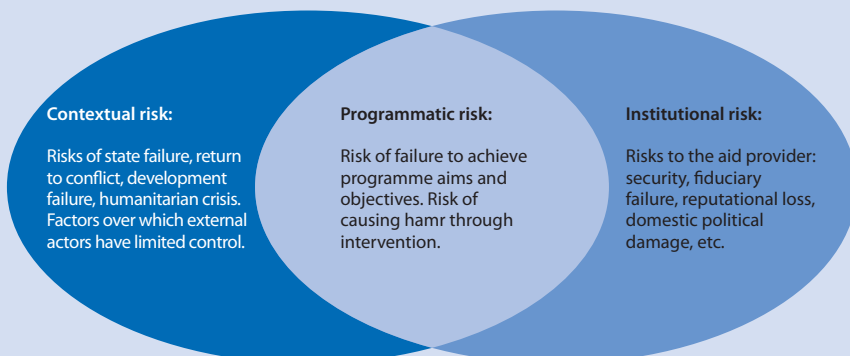 Contextual risk:
Risks of state failure, return
to conflict, development
failure, humanitarian crisis.
Factors over which external
actors have limited control.
Programmatic risk:
Risk of failure to achieve
programme aims and
objectives. Risk of
causing hamr through
intervention.
Institutional risk:
Risks to the aid provider:
security, fiduciary
failure, reputational loss,
domestic political
damage, etc.